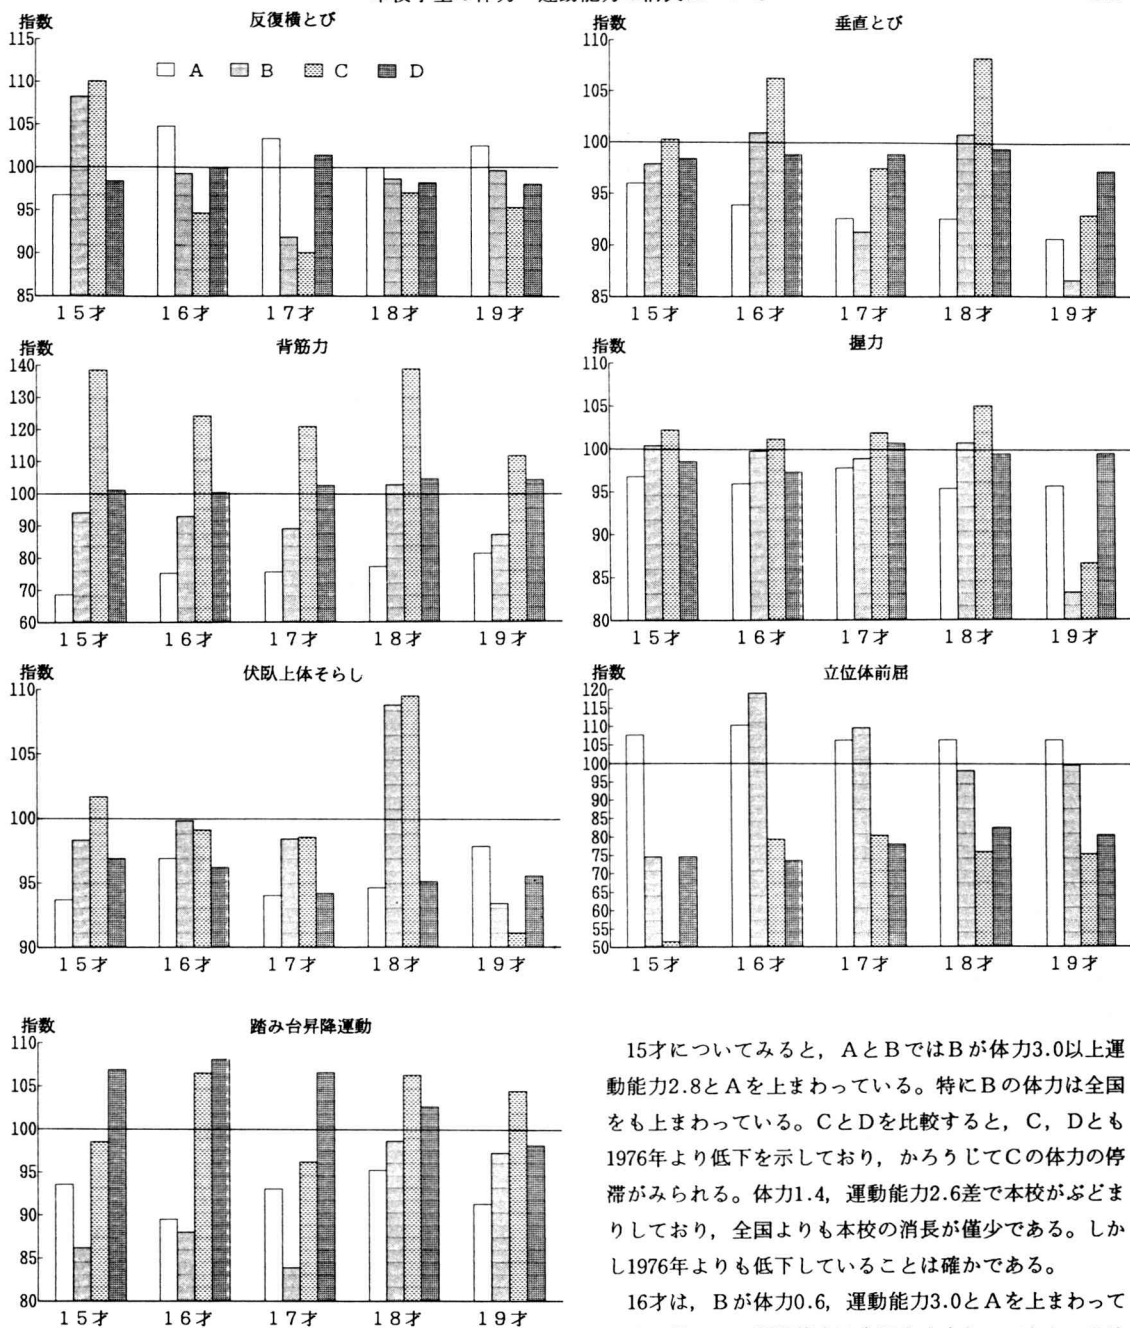 指数 反復横とび
115
110
105
100
95
90
85
A B C D
15才 16才 17才 18才 19才
指数 垂直とび
110
105
100
95
90
85
15才 16才 17才 18才 19才
指数 背筋力
140
130
120
110
100
90
80
70
60
15才 16才 17才 18才 19才
指数 握力
110
105
100
95
90
85
80
15才 16才 17才 18才 19才
指数 伏臥上体そらし
110
105
100
95
90
15才 16才 17才 18才 19才
指数 立位体前屈
120
115
110
105
100
95
90
85
80
75
70
65
60
55
50
15才 16才 17才 18才 19才
指数 踏み台昇降運動
110
105
100
95
90
85
80
15才 16才 17才 18才 19才
15才についてみると，AとBではBが体力3.0以上運
動能力2.8とAを上まわっている。特にBの体力は全国
をも上まわっている。CとDを比較すると，C，Dとも
1976年より低下を示しており，かろうじてCの体力の停
滞がみられる。体力1.4，運動能力2.6差で本校がぶどま
りしており，全国よりも本校の消長が僅少である。しか
し1976年よりも低下していることは確かである。
16才は，Bが体力0.6，運動能力3.0とAを上まわって